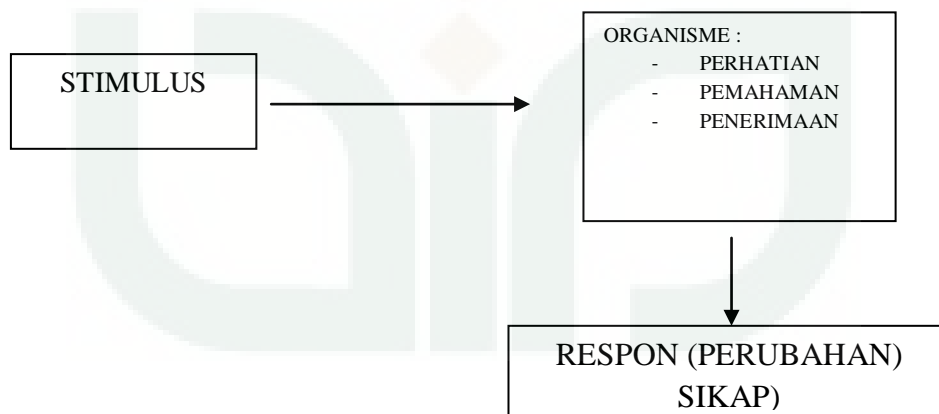 STIMULUS
ORGANISME :
- PERHATIAN
- PEMAHAMAN
- PENERIMAAN
RESPON (PERUBAHAN)
SIKAP)